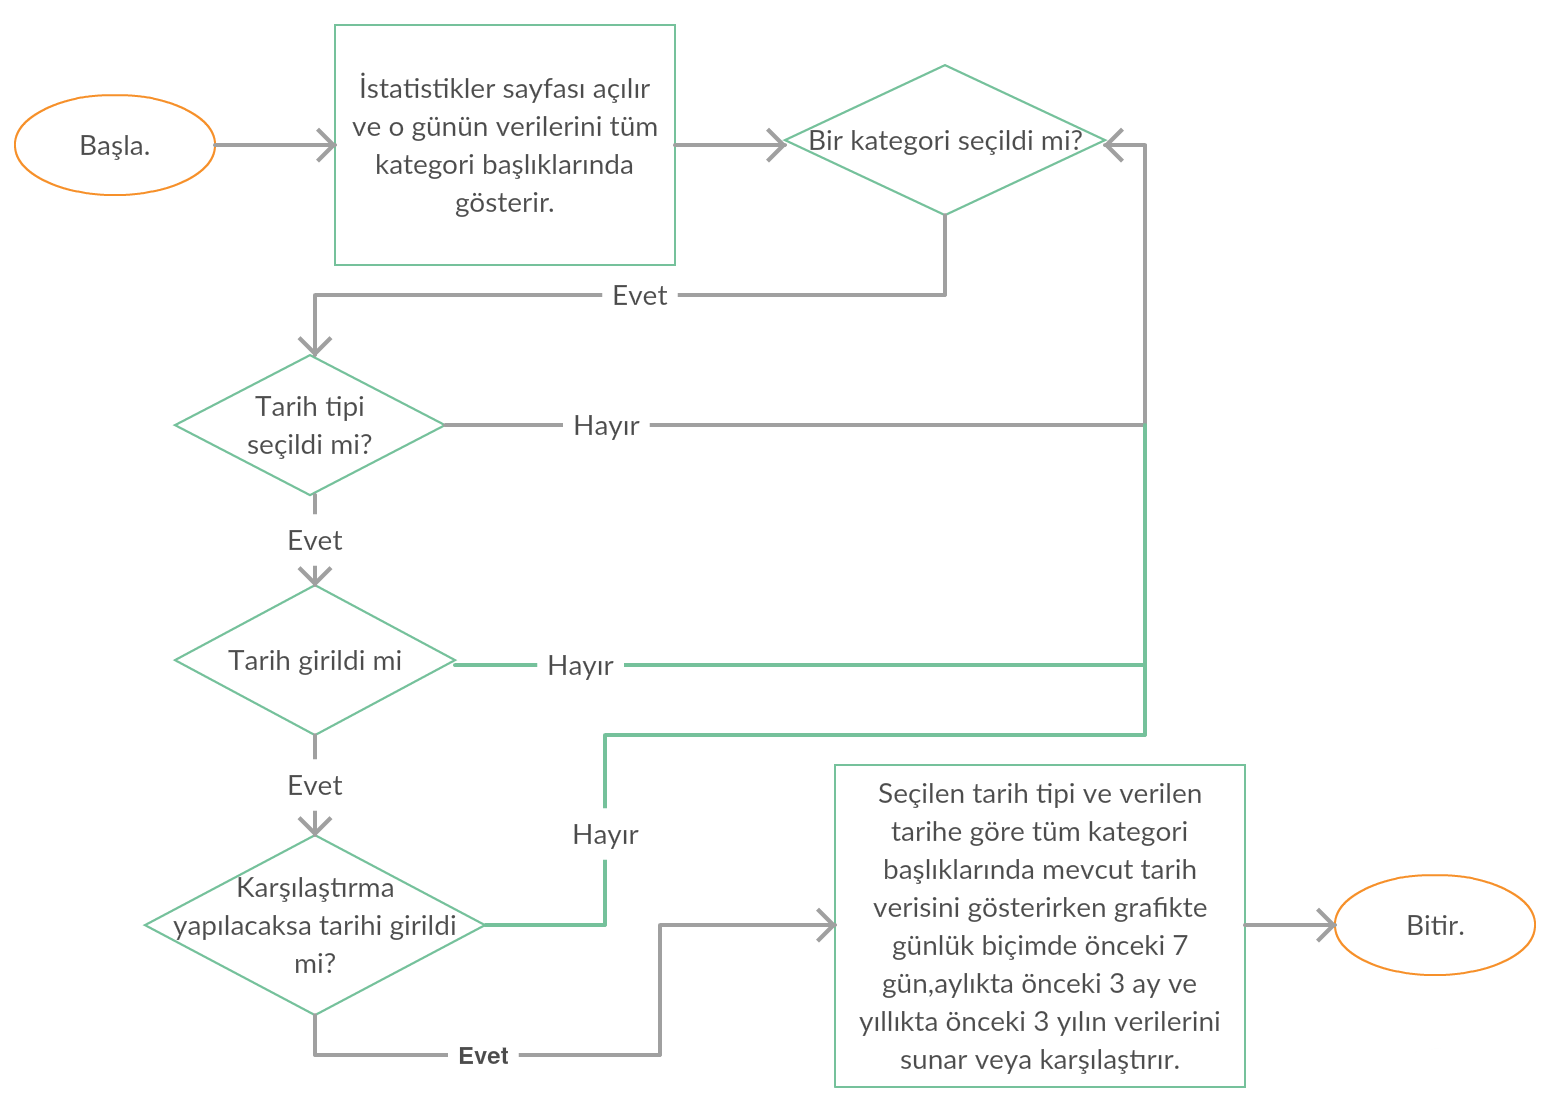 Başla.
İstatistikler sayfası açılır
ve o günün verilerini tüm
kategori başlıklarında
gösterir.
Bir kategori seçildi mi?
Evet
Tarih tipi
seçildi mi?
Hayır
Evet
Tarih girildi mi
Hayır
Evet
Hayır
Karşılaştırma
yapılacaksa tarihi girildi
mi?
Evet
Seçilen tarih tipi ve verilen
tarihe göre tüm kategori
başlıklarında mevcut tarih
verisini gösterirken grafikte
günlük biçimde önceki 7
gün,aylıkta önceki 3 ay ve
yıllıkta önceki 3 yılın verilerini
sunar veya karşılaştırır.
Bitir.